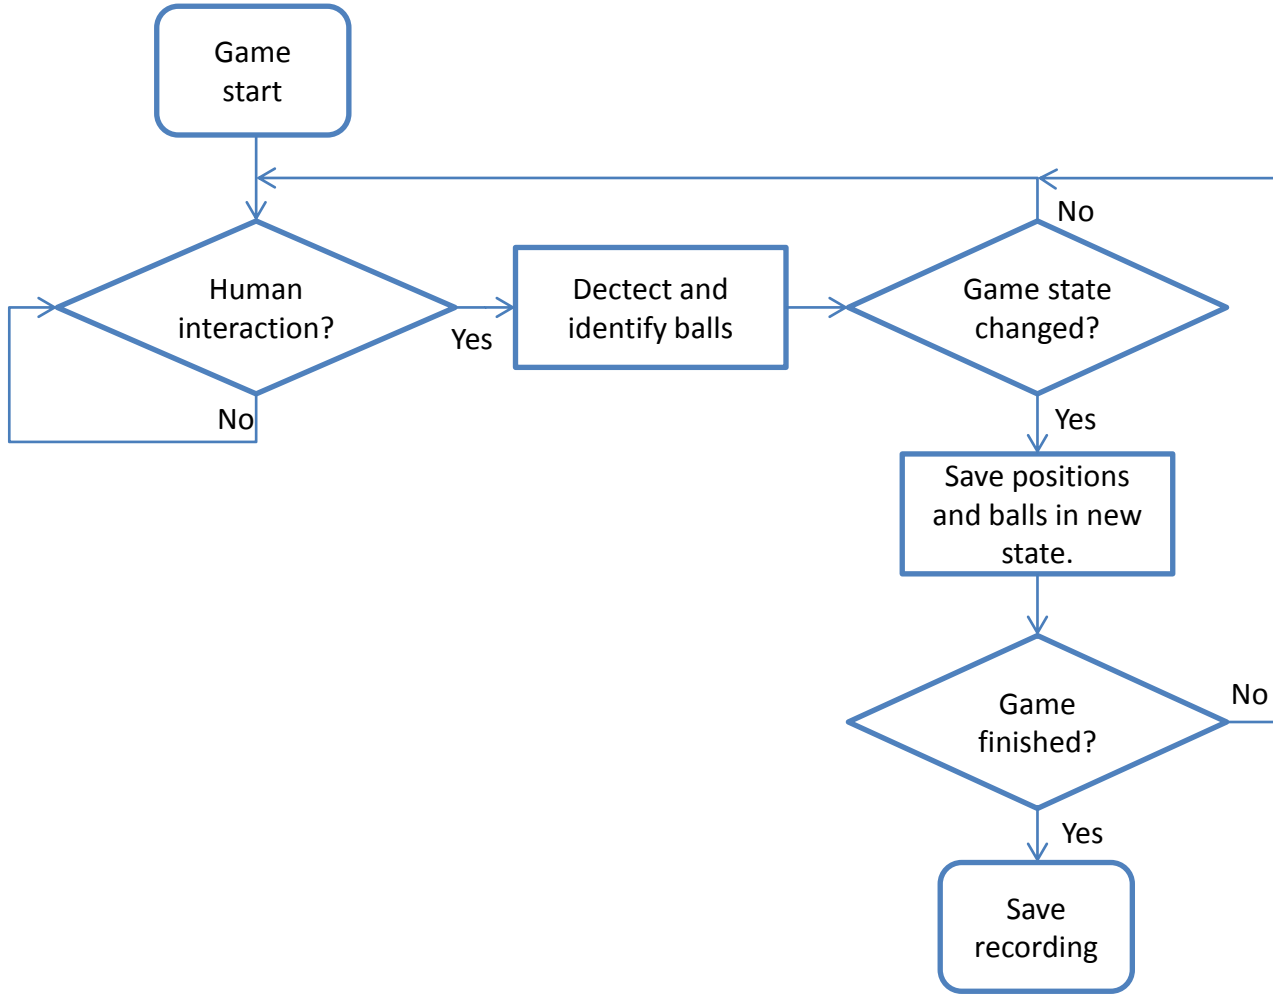 Game
start
No
Human
interaction?
Yes
No
Dectect and
identify balls
Game state
changed?
Yes
Save positions
and balls in new
state.
Game
finished?
No
Yes
Save
recording